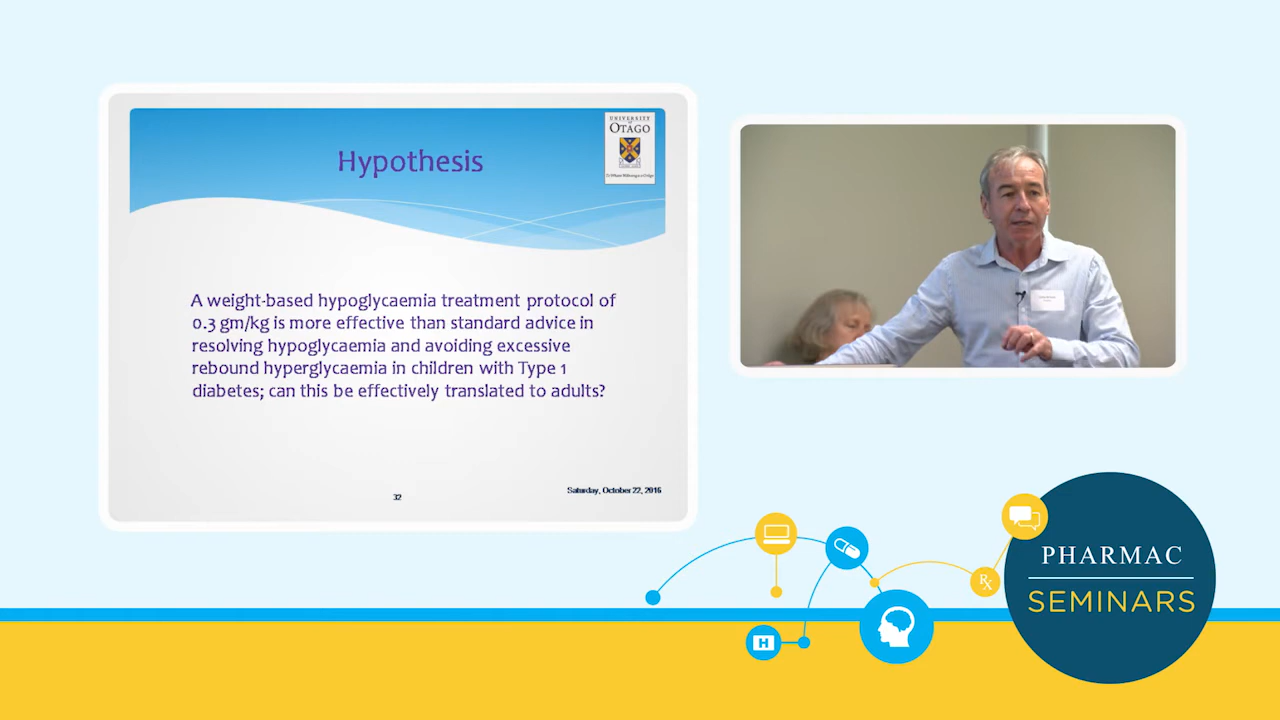 UNIVERSITY
OF
OTAGO
Hypothesis
A weight-based hypoglycaemia treatment protocol of
0.3 gm/kg is more effective than standard advice in
resolving hypoglycaemia and avoiding excessive
rebound hyperglycaemia in children with Type 1
diabetes; can this be effectively translated to adults?
32
Saturday, October 22, 2016
H
Rx
PHARMAC
SEMINARS